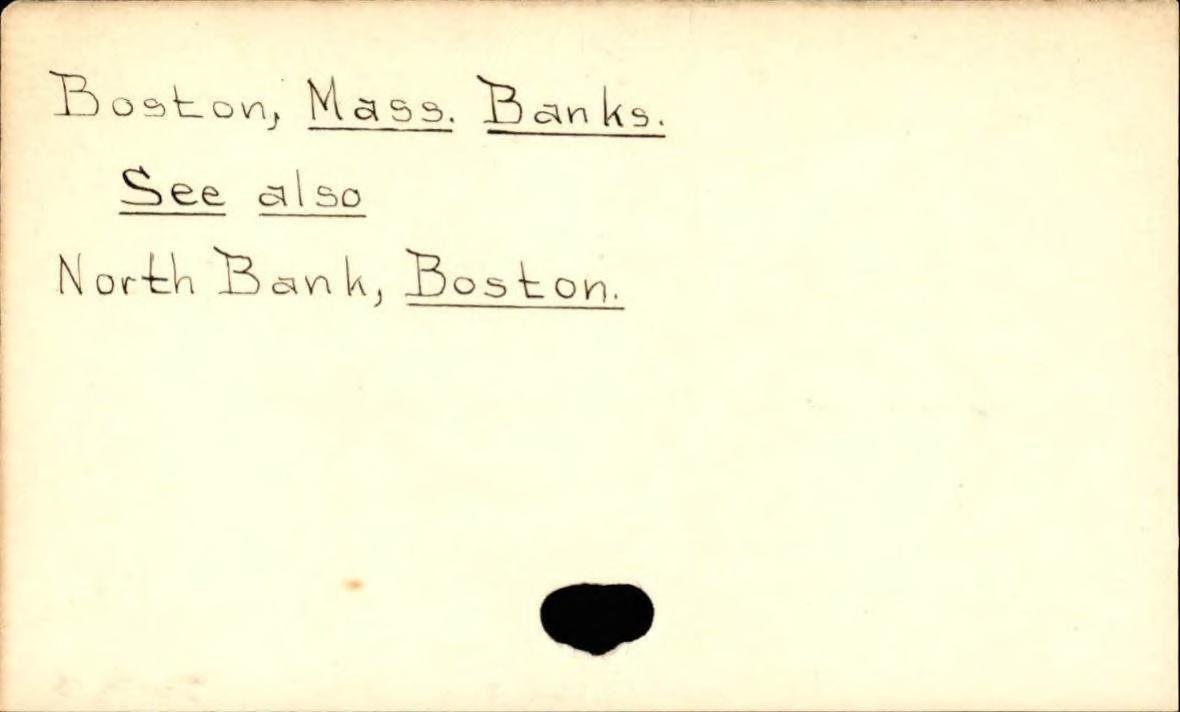 Boston, Mass. Banks.
See also
North Bank, Boston.